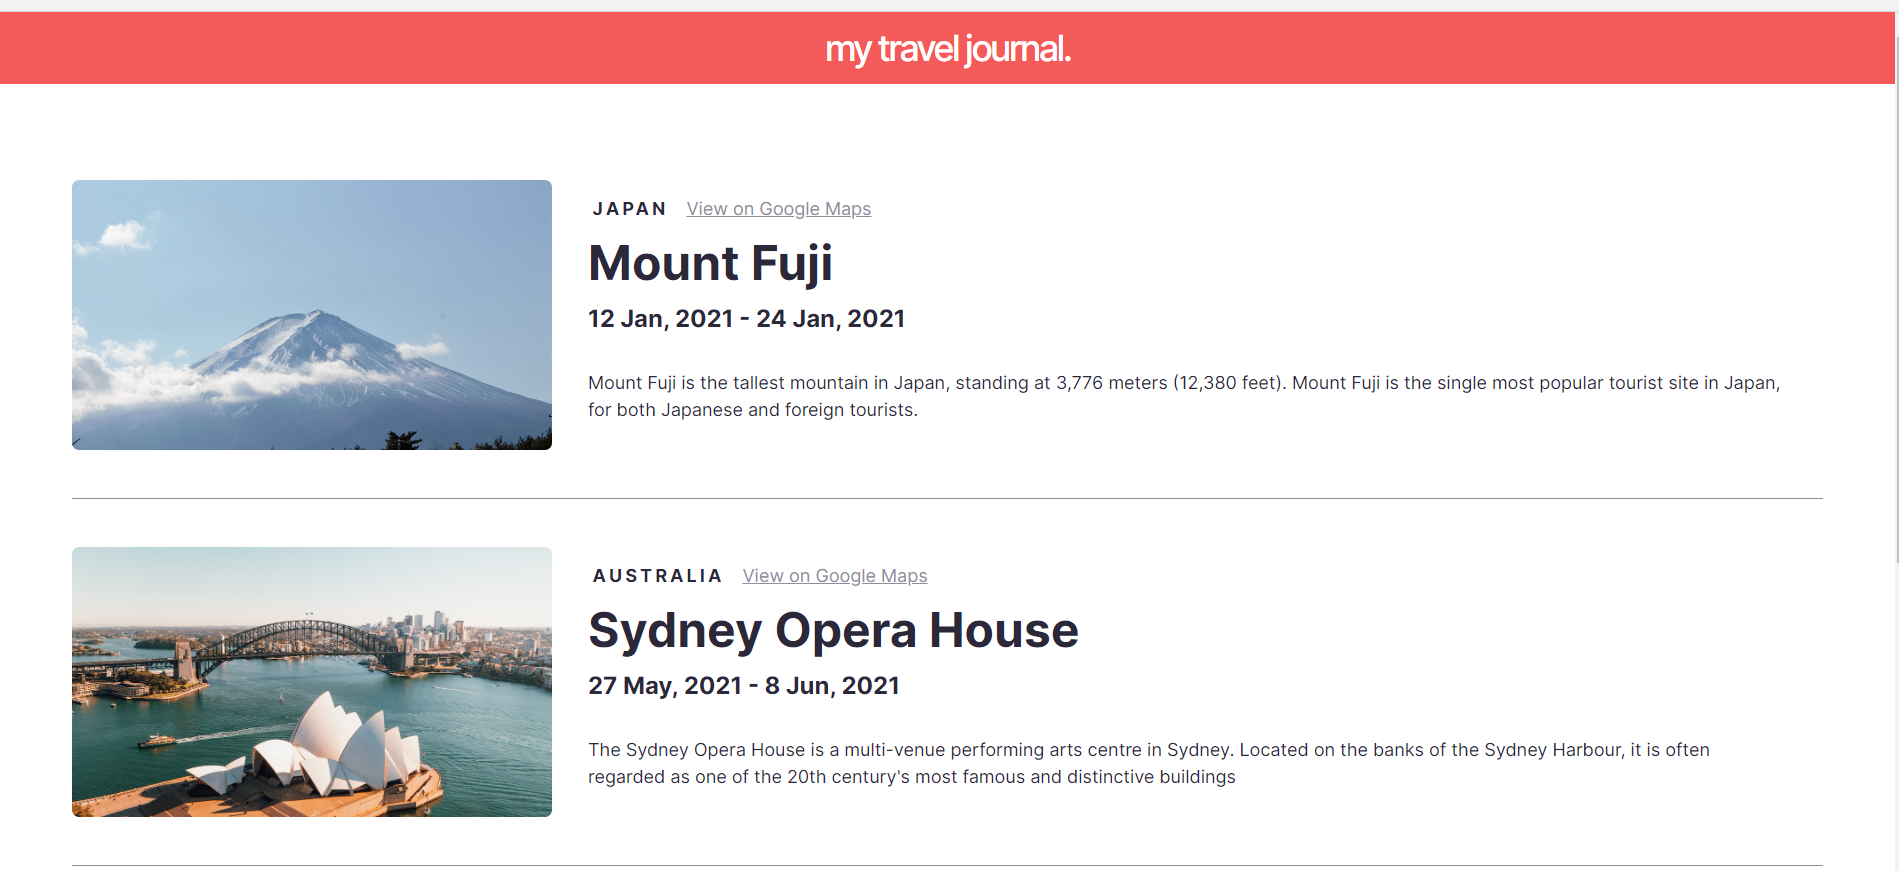 my travel journal.
JAPAN View on Google Maps
Mount Fuji
12 Jan, 2021 - 24 Jan, 2021
Mount Fuji is the tallest mountain in Japan, standing at 3,776 meters (12,380 feet). Mount Fuji is the single most popular tourist site in Japan,
for both Japanese and foreign tourists.
AUSTRALIA View on Google Maps
Sydney Opera House
27 May, 2021 - 8 Jun, 2021
The Sydney Opera House is a multi-venue performing arts centre in Sydney. Located on the banks of the Sydney Harbour, it is often
regarded as one of the 20th century's most famous and distinctive buildings